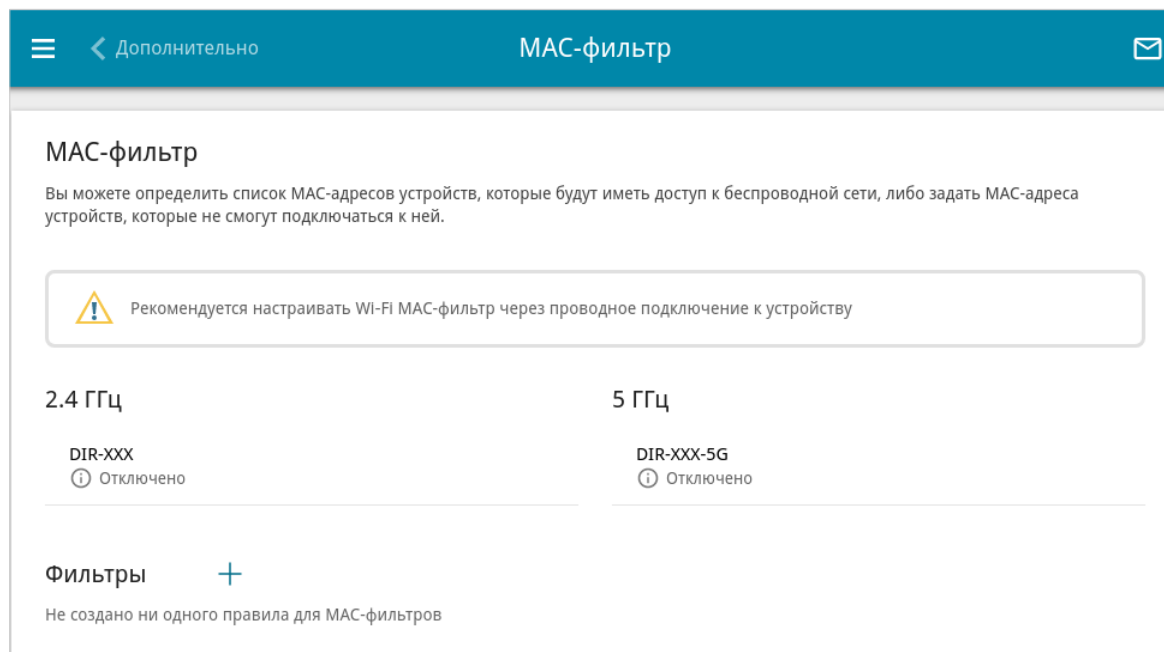 Дополнительно
MAC-фильтр
MAC-фильтр
Вы можете определить список MAC-адресов устройств, которые будут иметь доступ к беспроводной сети, либо задать MAC-адреса
устройств, которые не смогут подключаться к ней.
Рекомендуется настраивать Wi-Fi MAC-фильтр через проводное подключение к устройству
2.4 ГГц
5 ГГц
DIR-XXX
DIR-XXX-5G
Отключено
Отключено
Фильтры
Не создано ни одного правила для MAC-фильтров